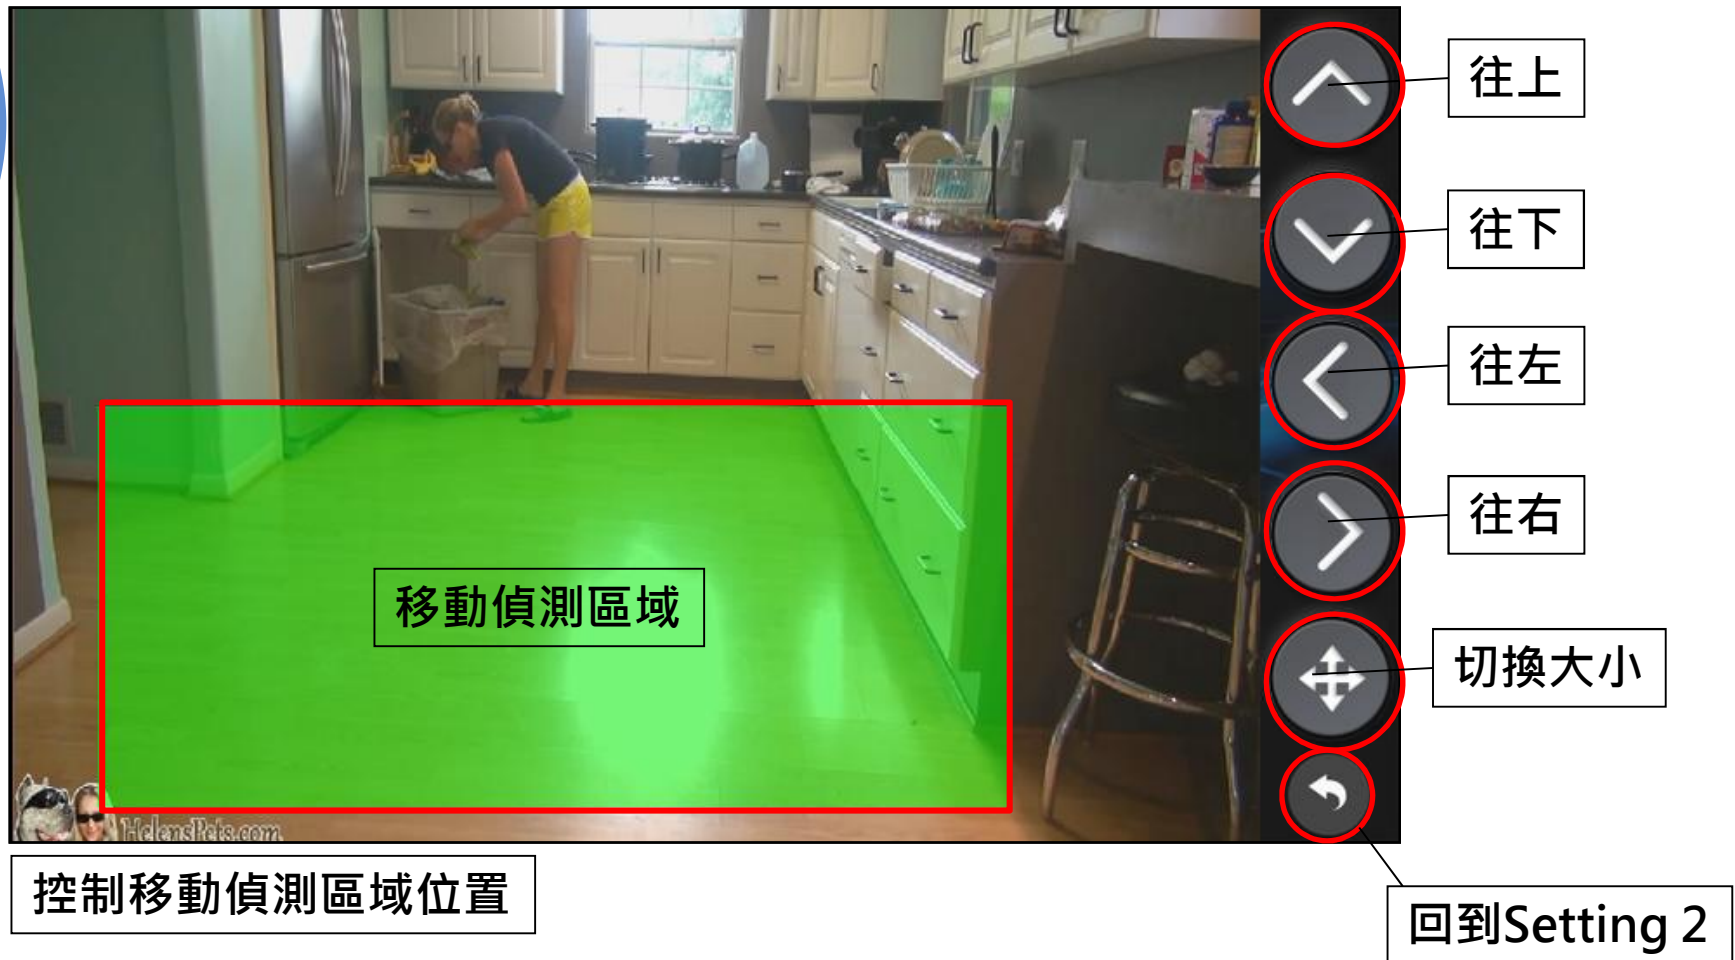 往上
往下
往左
往右
移動偵測區域
切換大小
HelensPets.com
控制移動偵測區域位置
回到Setting 2